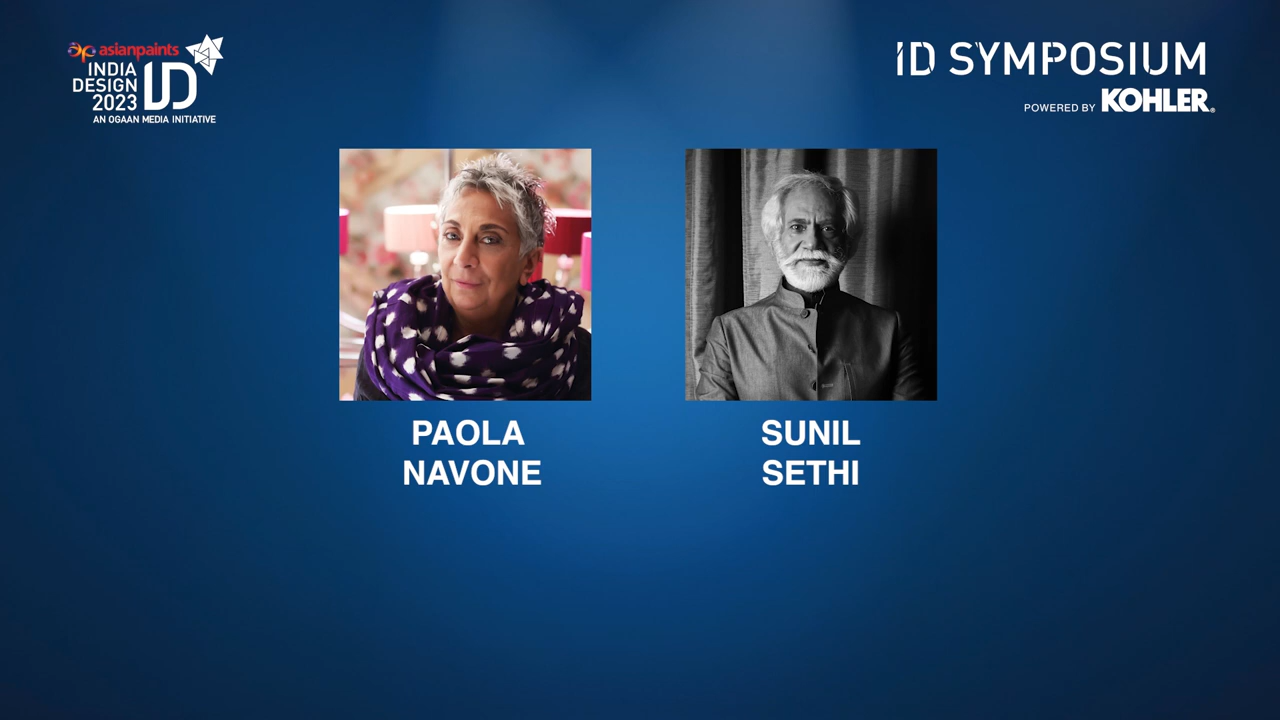 asianpaints
INDIA
DESIGN
2023
ID
AN OGAAN MEDIA INITIATIVE
ID SYMPOSIUM
POWERED BY KOHLER®
PAOLA
NAVONE
SUNIL
SETHI